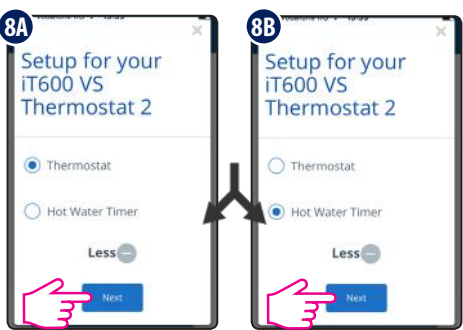 8A
Setup for your
iT600 VS
Thermostat 2
Thermostat
Hot Water Timer
Less
Next
8B
Setup for your
iT600 VS
Thermostat 2
Thermostat
Hot Water Timer
Less
Next